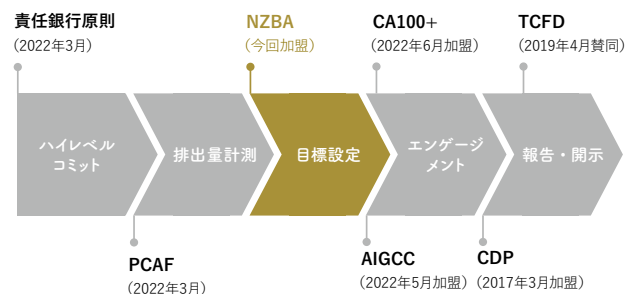 責任銀行原則
（2022年3月）
NZBA
（今回加盟）
CA100+
（2022年6月加盟）
TCFD
（2019年4月賛同）
ハイレベル
コミット
排出量計測
目標設定
エンゲージ
メント
報告・開示
PCAF
（2022年3月）
AIGCC
（2022年5月加盟）
CDP
（2017年3月加盟）